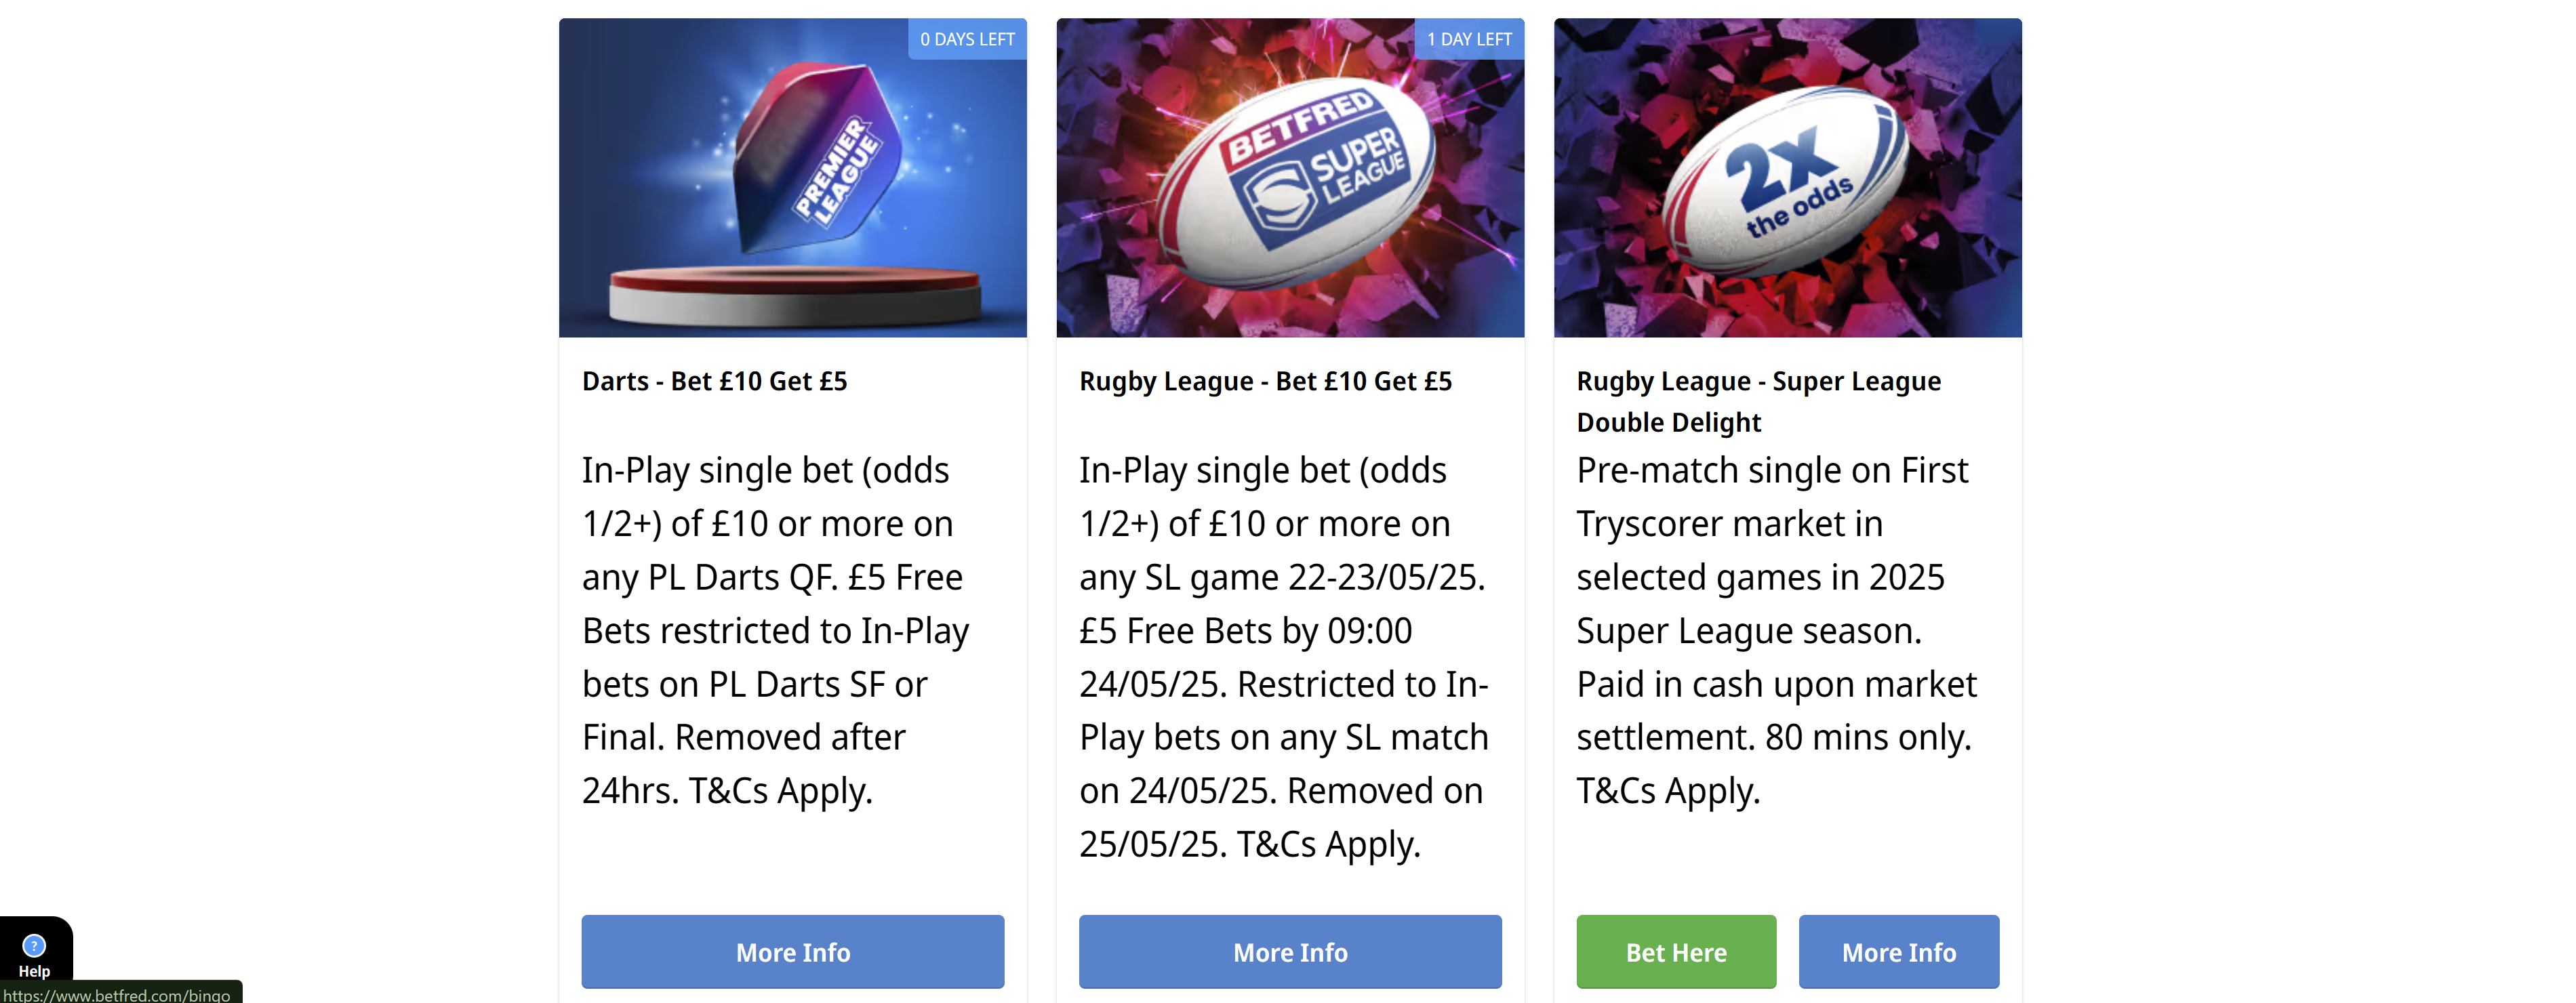 0 DAYS LEFT
PREMIER
LEAGUE
Darts - Bet £10 Get £5
In-Play single bet (odds
1/2+) of £10 or more on
any PL Darts QF. £5 Free
Bets restricted to In-Play
bets on PL Darts SF or
Final. Removed after
24hrs. T&Cs Apply.
More Info
1 DAY LEFT
BETFRED
SUPER
LEAGUE
Rugby League - Bet £10 Get £5
In-Play single bet (odds
1/2+) of £10 or more on
any SL game 22-23/05/25.
£5 Free Bets by 09:00
24/05/25. Restricted to In-
Play bets on any SL match
on 24/05/25. Removed on
25/05/25. T&Cs Apply.
More Info
2x
the odds
Rugby League - Super League
Double Delight
Pre-match single on First
Tryscorer market in
selected games in 2025
Super League season.
Paid in cash upon market
settlement. 80 mins only.
T&Cs Apply.
Bet Here
More Info
?
Help
https://www.betfred.com/bingo